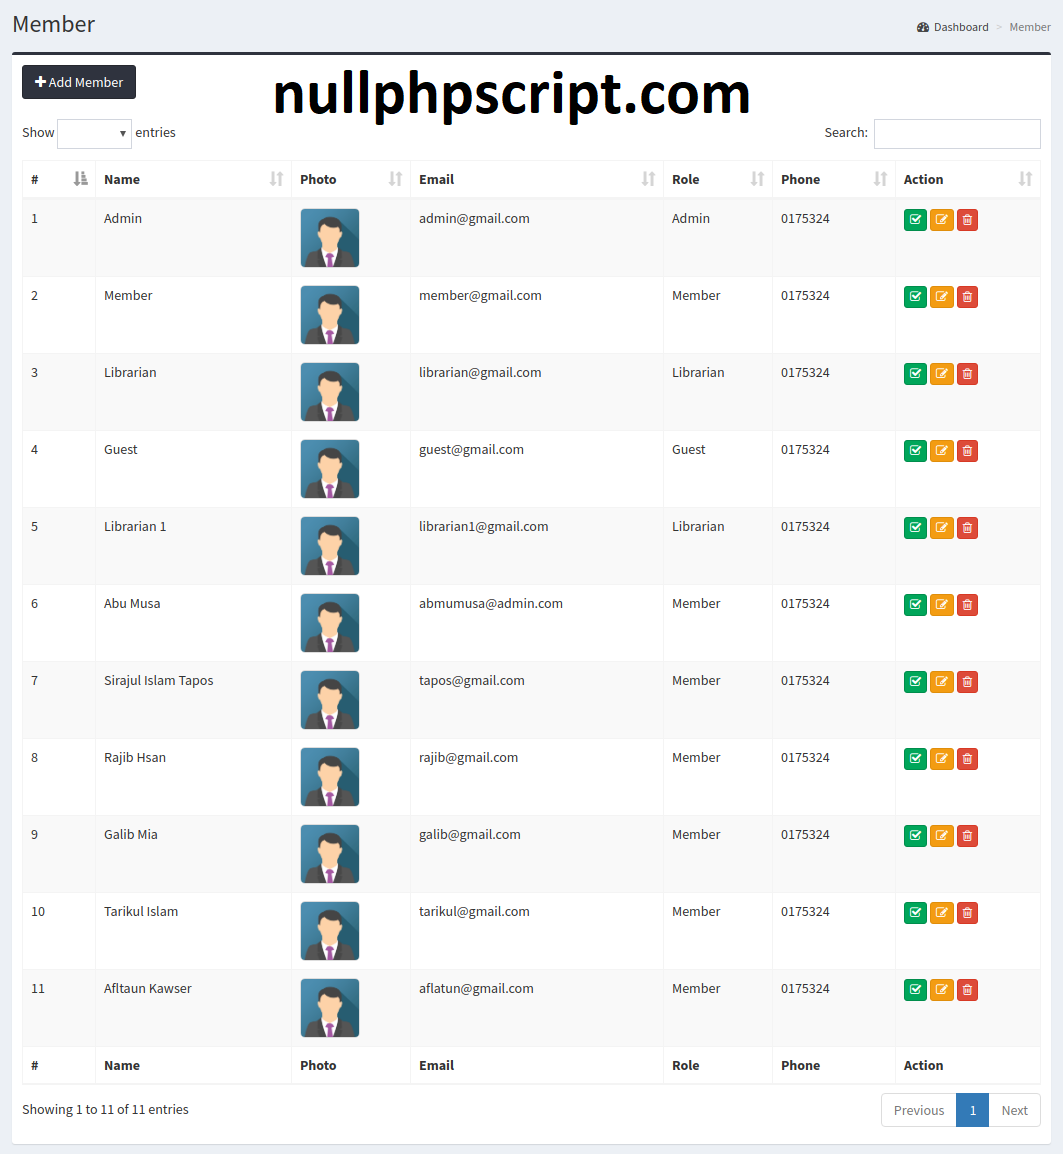 Member
Dashboard > Member
Add Member
nullphpscript.com
Show entries Search:
# Name Photo Email Role Phone Action
1 Admin admin@gmail.com Admin 0175324
2 Member member@gmail.com Member 0175324
3 Librarian librarian@gmail.com Librarian 0175324
4 Guest guest@gmail.com Guest 0175324
5 Librarian 1 librarian1@gmail.com Librarian 0175324
6 Abu Musa abmumusa@admin.com Member 0175324
7 Sirajul Islam Tapos tapos@gmail.com Member 0175324
8 Rajib Hsan rajib@gmail.com Member 0175324
9 Galib Mia galib@gmail.com Member 0175324
10 Tarikul Islam tarikul@gmail.com Member 0175324
11 Afltaun Kawser aflatun@gmail.com Member 0175324
# Name Photo Email Role Phone Action
Showing 1 to 11 of 11 entries Previous 1 Next